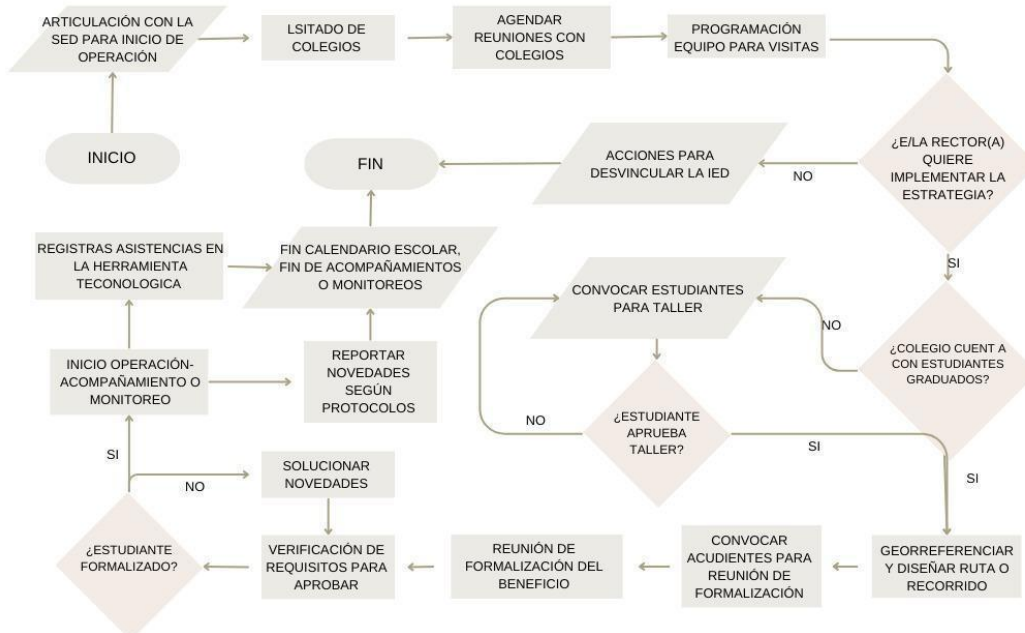 ARTICULACIÓN CON LA
SED PARA INICIO DE
OPERACIÓN
LSITADO DE
COLEGIOS
AGENDAR
REUNIONES CON
COLEGIOS
PROGRAMACIÓN
EQUIPO PARA VISITAS
INICIO
FIN
ACCIONES PARA
DESVINCULAR LA IED
NO
¿E/LA RECTOR(A)
QUIERE
IMPLEMENTAR LA
ESTRATEGIA?
SI
REGISTRAS ASISTENCIAS EN
LA HERRAMIENTA
TECONOLOGICA
FIN CALENDARIO ESCOLAR,
FIN DE ACOMPAÑAMIENTOS
O MONITOREOS
CONVOCAR ESTUDIANTES
PARA TALLER
NO
¿COLEGIO CUENT A
CON ESTUDIANTES
GRADUADOS?
INICIO OPERACIÓN-
ACOMPAÑAMIENTO O
MONITOREO
REPORTAR
NOVEDADES
SEGÚN
PROTOCOLOS
NO
¿ESTUDIANTE
APRUEBA
TALLER?
SI
SI
SI
NO
SOLUCIONAR
NOVEDADES
¿ESTUDIANTE
FORMALIZADO?
VERIFICACIÓN DE
REQUISITOS PARA
APROBAR
REUNIÓN DE
FORMALIZACIÓN DEL
BENEFICIO
CONVOCAR
ACUDIENTES PARA
REUNIÓN DE
FORMALIZACIÓN
GEORREFERENCIAR
Y DISEÑAR RUTA O
RECORRIDO